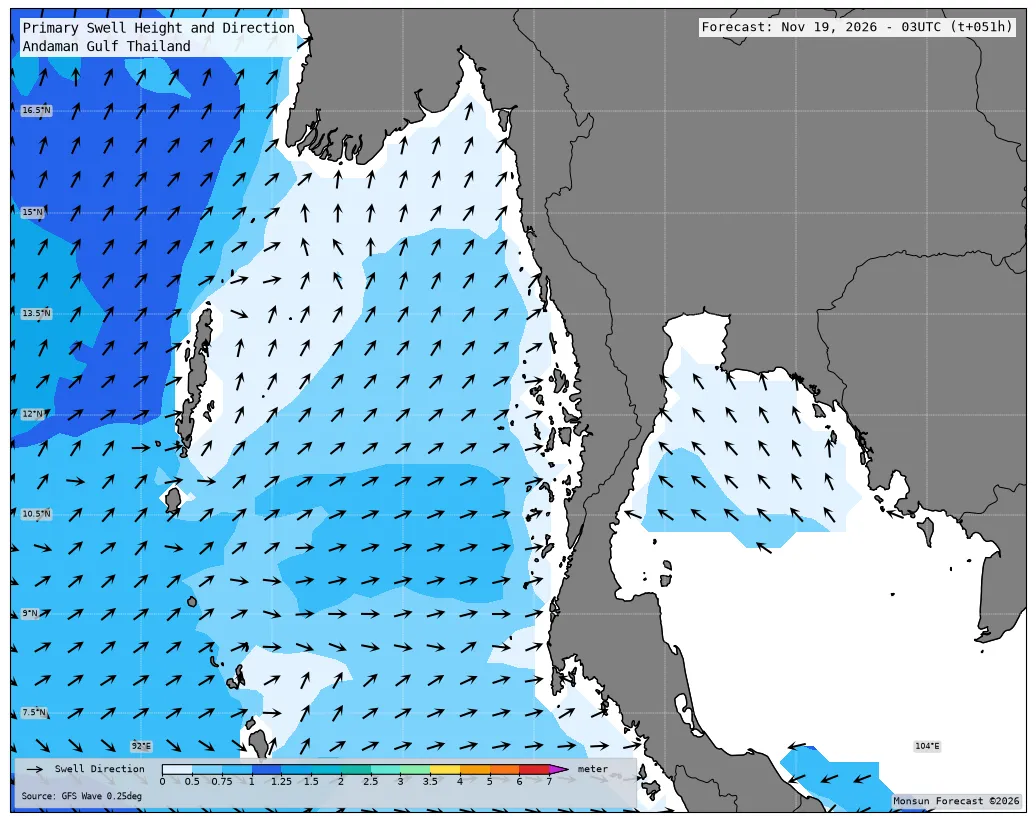 Primary Swell Height and Direction
Andaman Gulf Thailand
Forecast: Nov 19, 2026 - 03UTC (t+051h)
16.5°N
15°N
13.5°N
12°N
10.5°N
9°N
7.5°N
92°E
104°E
Swell Direction
0 0.5 0.75 1 1.25 1.5 2 2.5 3 3.5 4 5 6 7
meter
Source: GFS Wave 0.25deg
Monsun Forecast ©2026